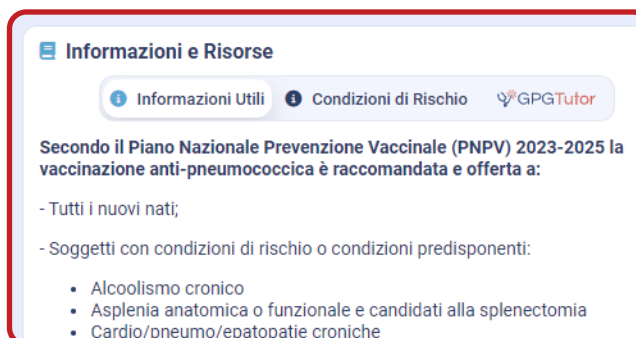 Informazioni e Risorse
Informazioni Utili Condizioni di Rischio GPGTutor
Secondo il Piano Nazionale Prevenzione Vaccinale (PNPV) 2023-2025 la
vaccinazione anti-pneumococcica è raccomandata e offerta a:
- Tutti i nuovi nati;
- Soggetti con condizioni di rischio o condizioni predisponenti:
• Alcoolismo cronico
• Asplenia anatomica o funzionale e candidati alla splenectomia
• Cardio/pneumo/epatopatie croniche